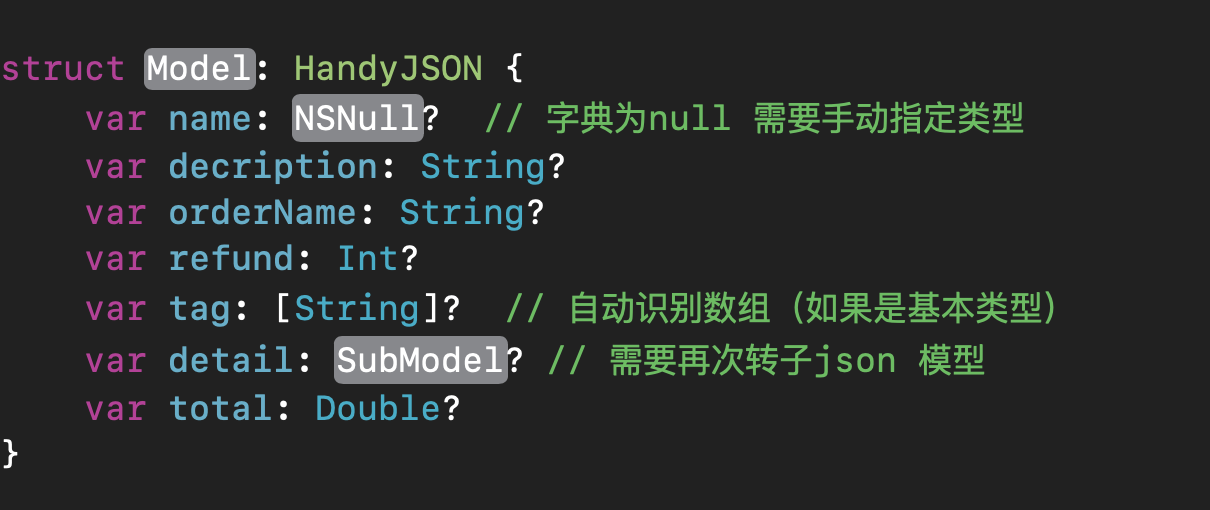 struct Model: HandyJSON {
    var name: NSNull?  // 字典为null 需要手动指定类型
    var decription: String?
    var orderName: String?
    var refund: Int?
    var tag: [String]?  // 自动识别数组（如果是基本类型）
    var detail: SubModel? // 需要再次转子json 模型
    var total: Double?
}